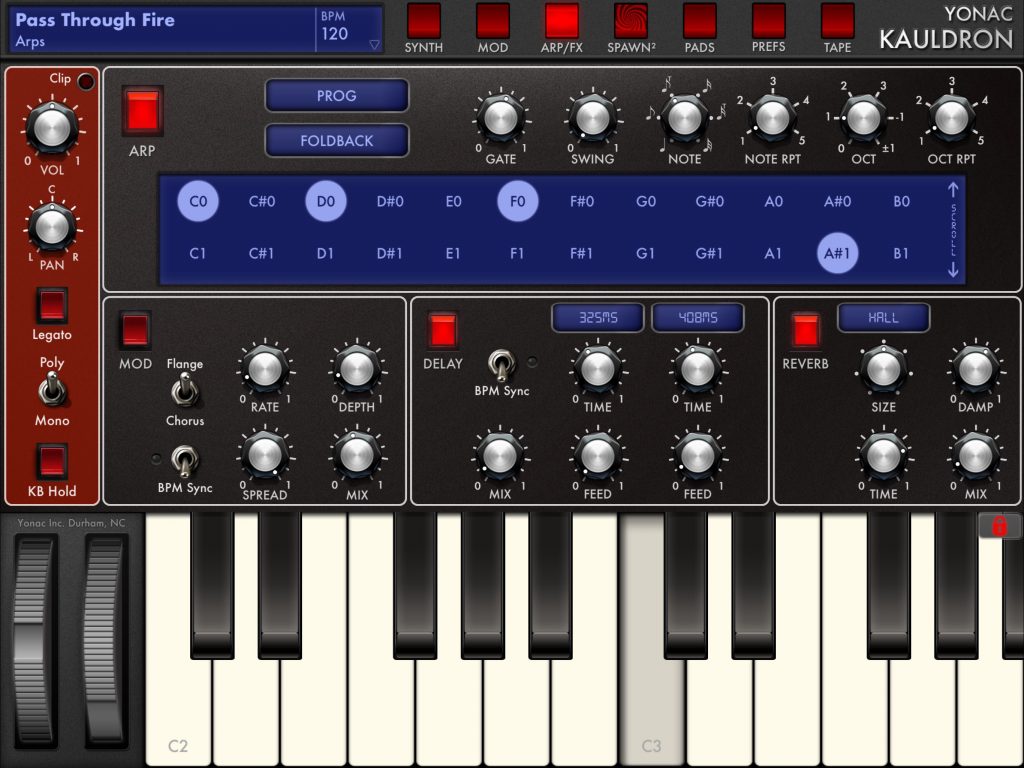 Pass Through Fire
Arps
BPM
120
SYNTH MOD ARP/FX SPAWN² PADS PREFS TAPE
YONAC
KAULDRON
Clip
0 1
VOL
C
L R
PAN
Legato
Poly
Mono
KB Hold
ARP
PROG
FOLDBACK
0 1
GATE
0 1
SWING
NOTE
1 2 3 4 5
NOTE RPT
0 1 2 3 -1 ±1
OCT
1 2 3 4 5
OCT RPT
C0 C#0 D0 D#0 E0 F0 F#0 G0 G#0 A0 A#0 B0
C1 C#1 D1 D#1 E1 F1 F#1 G1 G#1 A1 A#1 B1
SCROLL
MOD
Flange
Chorus
BPM Sync
0 1
RATE
0 1
DEPTH
0 1
SPREAD
0 1
MIX
DELAY
BPM Sync
325MS
408MS
0 1
TIME
0 1
TIME
0 1
MIX
0 1
FEED
0 1
FEED
REVERB
HALL
SIZE
0 1
DAMP
0 1
TIME
0 1
MIX
Yonac Inc. Durham, NC
C2
C3